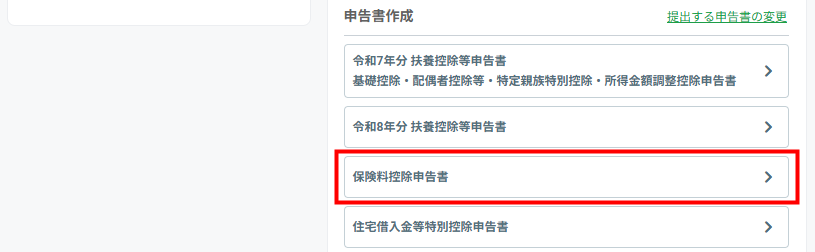 申告書作成
提出する申告書の変更
令和7年分 扶養控除等申告書
基礎控除・配偶者控除等・特定親族特別控除・所得金額調整控除申告書
令和8年分 扶養控除等申告書
保険料控除申告書
住宅借入金等特別控除申告書